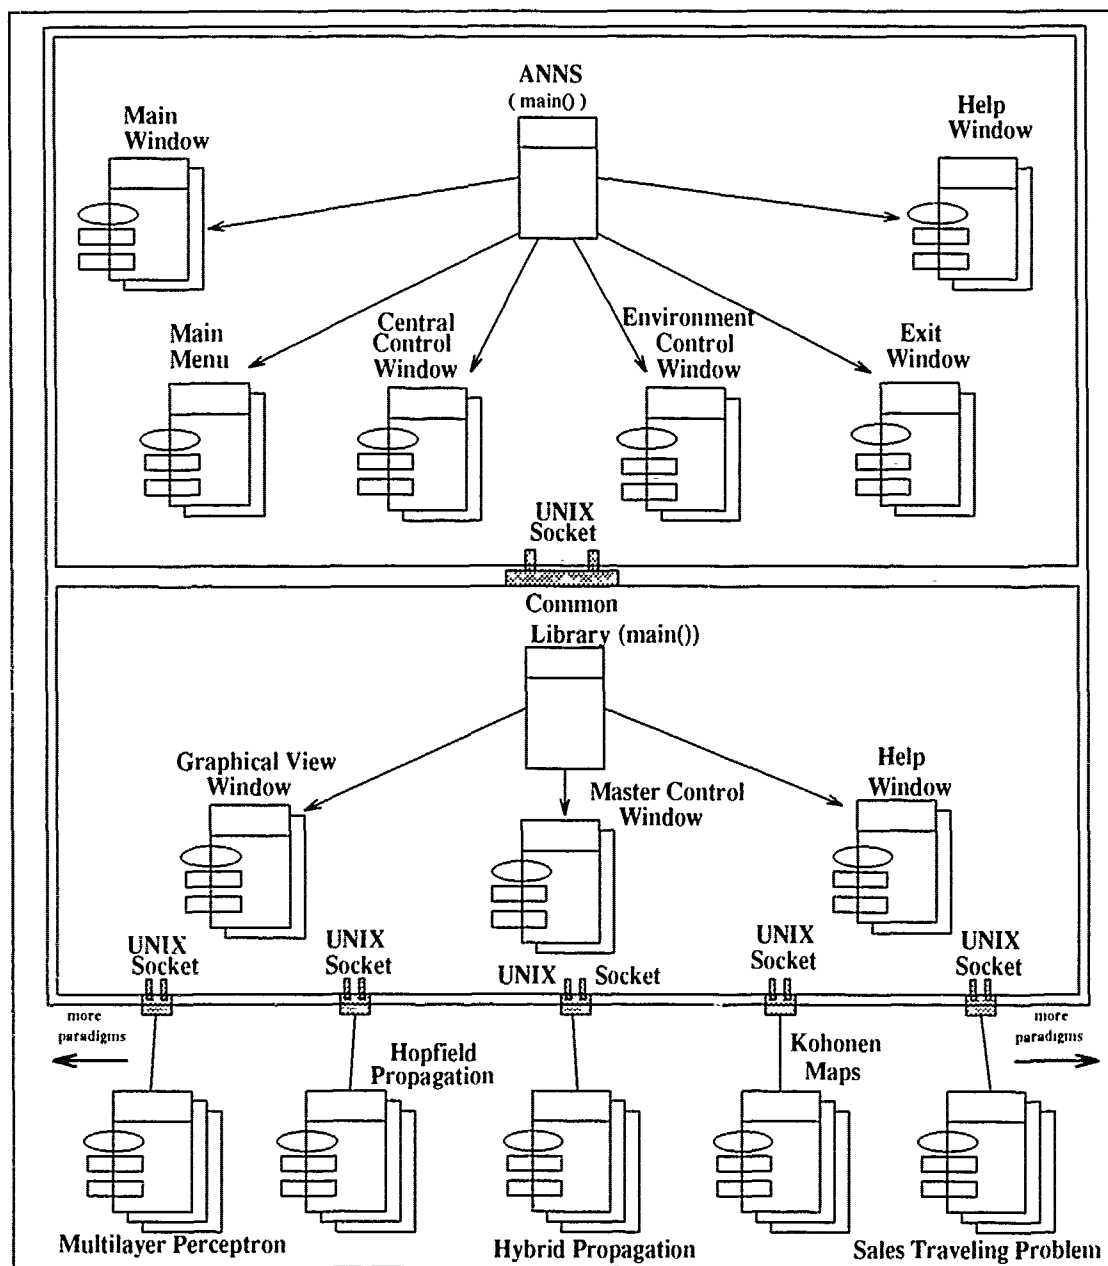 ANNS
( main() )
Main
Window
Help
Window
Main
Menu
Central
Control
Window
Environment
Control
Window
Exit
Window
UNIX
Socket
Common
Library (main())
Graphical View
Window
Master Control
Window
Help
Window
UNIX
Socket
UNIX
Socket
UNIX Socket
UNIX
Socket
UNIX
Socket
more
paradigms
more
paradigms
Hopfield
Propagation
Kohonen
Maps
Multilayer Perceptron
Hybrid Propagation
Sales Traveling Problem